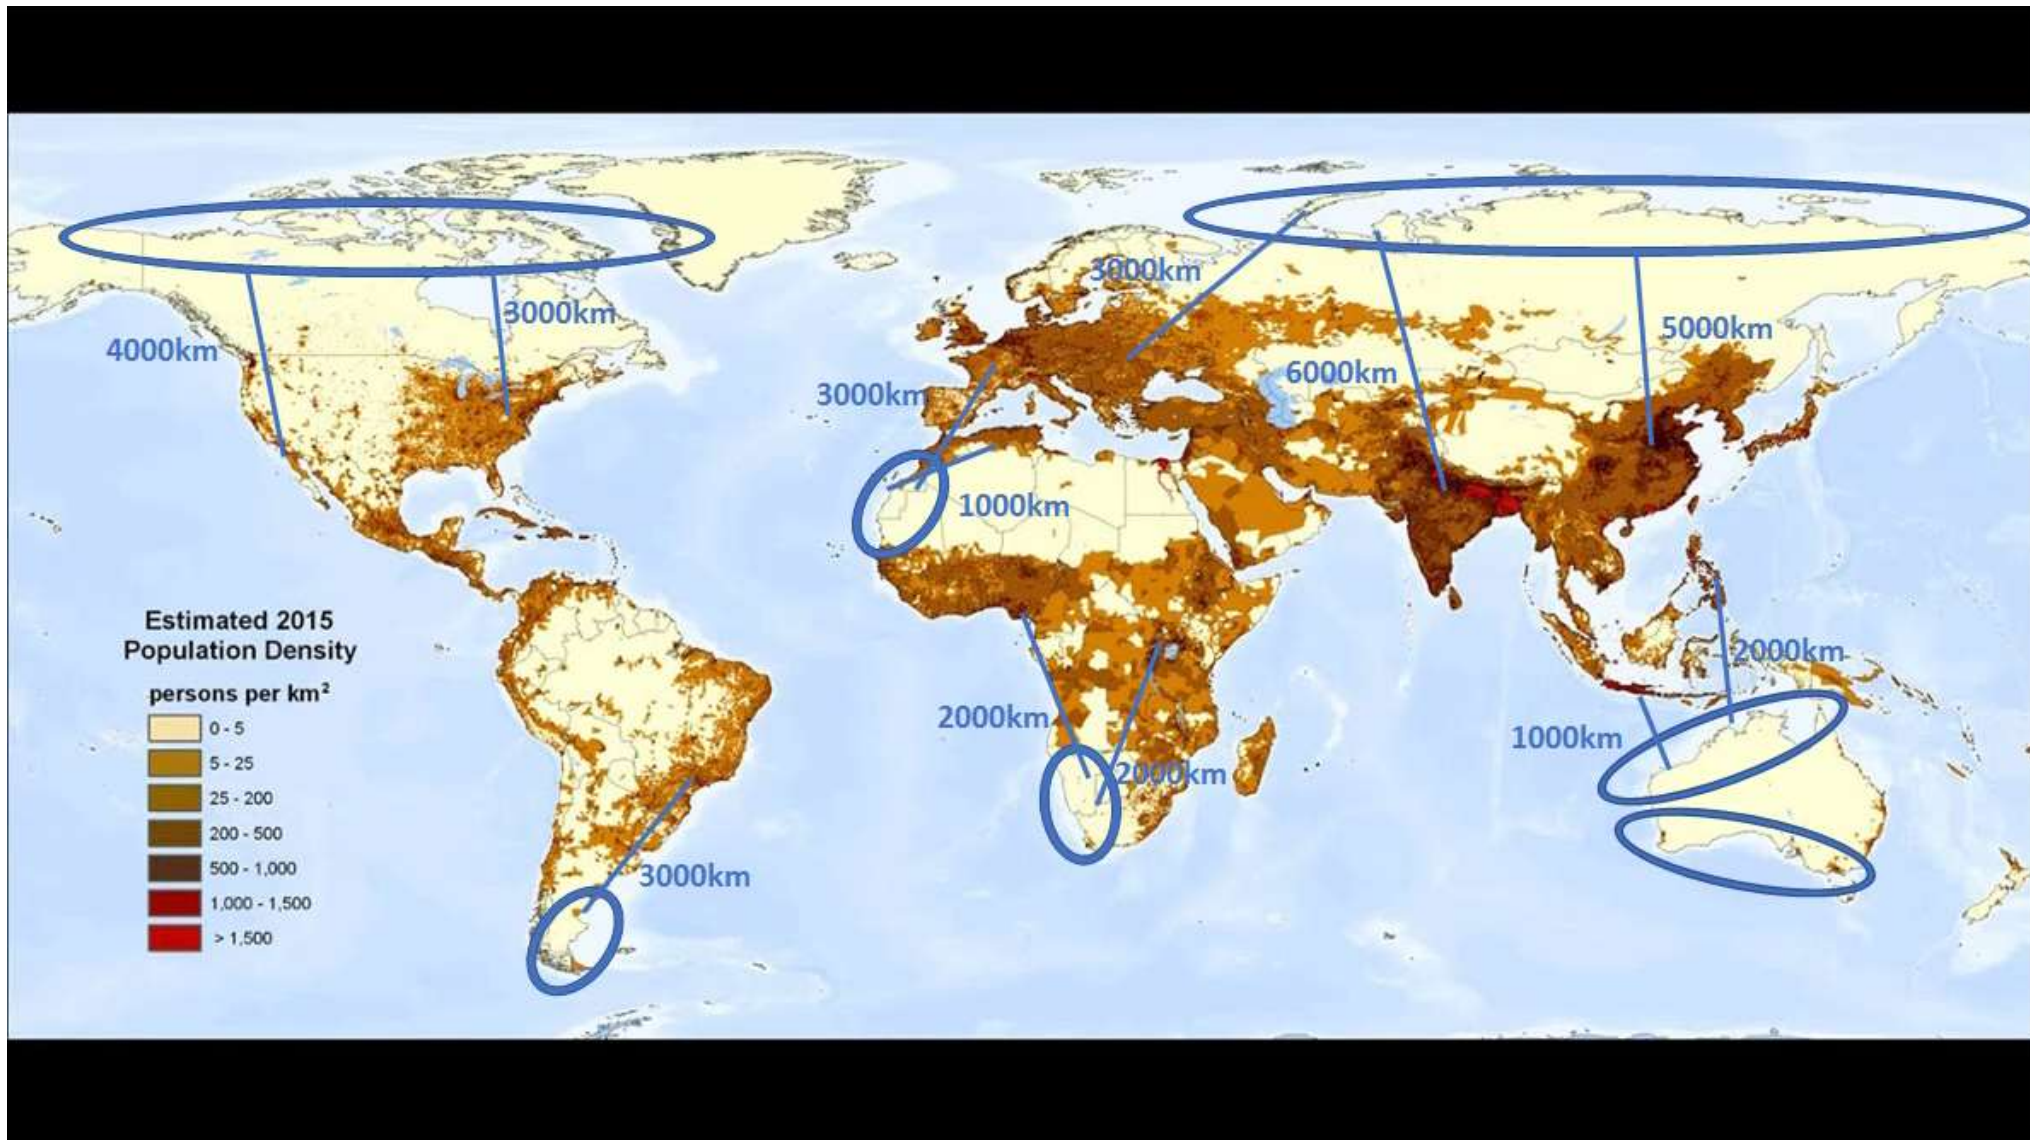 3000km
3000km
4000km
5000km
6000km
3000km
1000km
Estimated 2015
Population Density
persons per km²
0 - 5
5 - 25
25 - 200
200 - 500
500 - 1,000
1,000 - 1,500
> 1,500
2000km
2000km
2000km
1000km
3000km